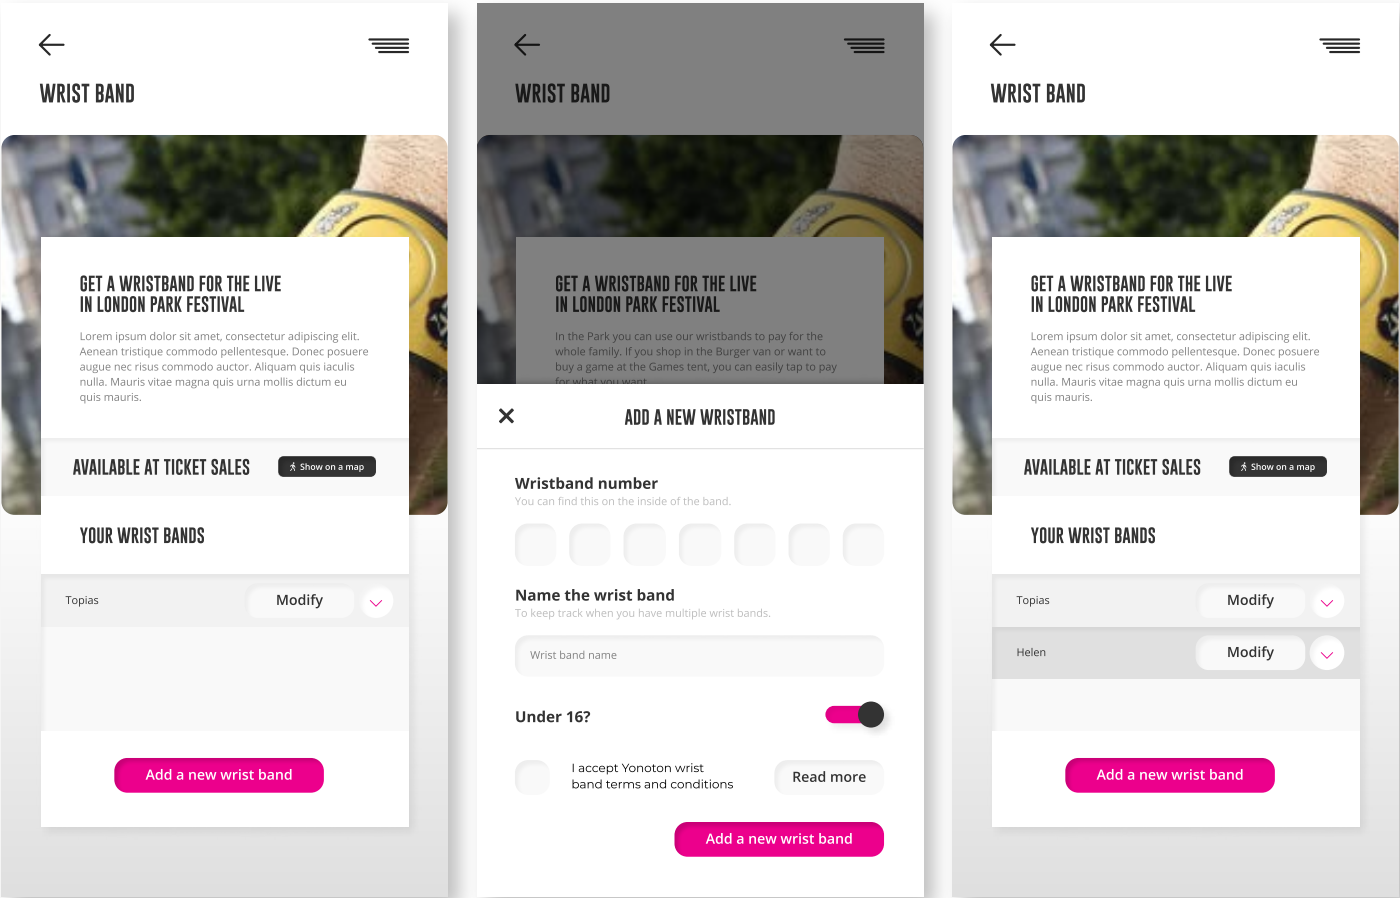 WRIST BAND
GET A WRISTBAND FOR THE LIVE
IN LONDON PARK FESTIVAL
Lorem ipsum dolor sit amet, consectetur adipiscing elit.
Aenean tristique commodo pellentesque. Donec posuere
augue nec risus commodo auctor. Aliquam quis iaculis
nulla. Mauris vitae magna quis urna mollis dictum eu
quis mauris.
AVAILABLE AT TICKET SALES
Show on a map
YOUR WRIST BANDS
Topias
Modify
Add a new wrist band
WRIST BAND
GET A WRISTBAND FOR THE LIVE
IN LONDON PARK FESTIVAL
In the Park you can use our wristbands to pay for the
whole family. If you shop in the Burger van or want to
buy a game at the Games tent, you can easily tap to pay
for what you want.
ADD A NEW WRISTBAND
Wristband number
You can find this on the inside of the band.
Name the wrist band
To keep track when you have multiple wrist bands.
Wrist band name
Under 16?
I accept Yonoton wrist
band terms and conditions
Read more
Add a new wrist band
WRIST BAND
GET A WRISTBAND FOR THE LIVE
IN LONDON PARK FESTIVAL
Lorem ipsum dolor sit amet, consectetur adipiscing elit.
Aenean tristique commodo pellentesque. Donec posuere
augue nec risus commodo auctor. Aliquam quis iaculis
nulla. Mauris vitae magna quis urna mollis dictum eu
quis mauris.
AVAILABLE AT TICKET SALES
Show on a map
YOUR WRIST BANDS
Topias
Modify
Helen
Modify
Add a new wrist band